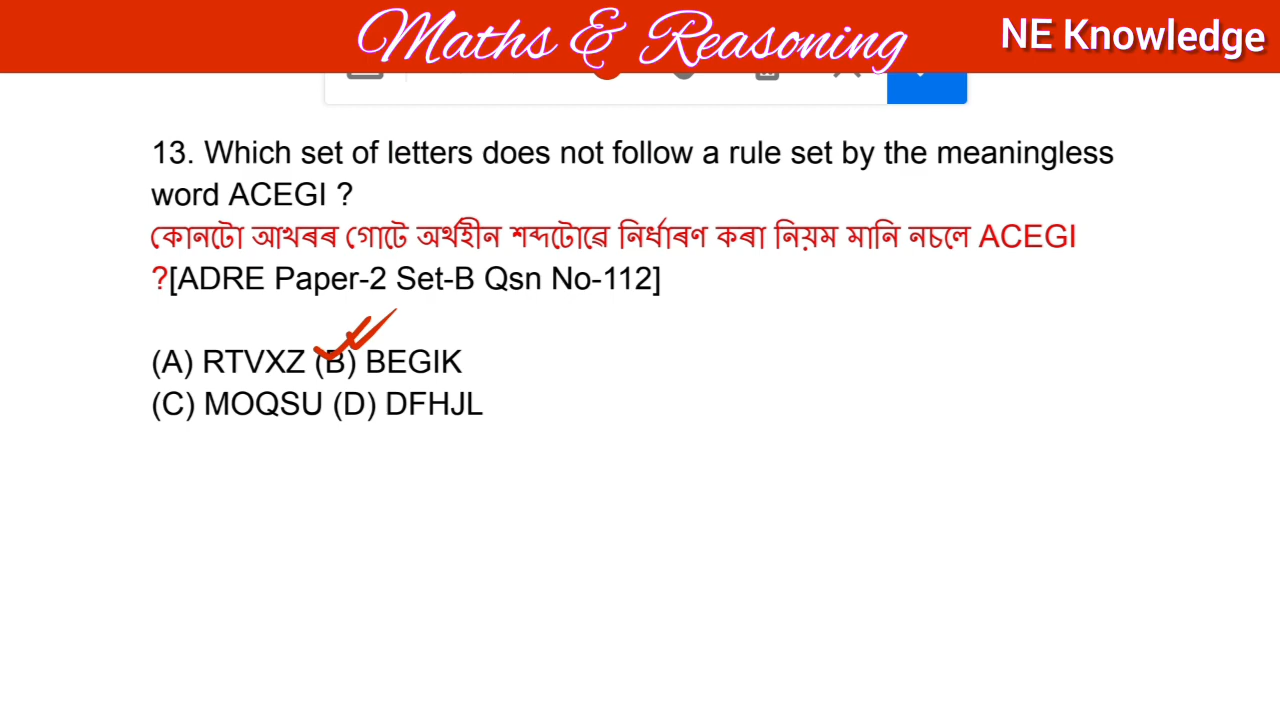 Maths & Reasoning
NE Knowledge
13. Which set of letters does not follow a rule set by the meaningless
word ACEGI ?
কোনটো আখৰৰ গোটে অৰ্থহীন শব্দটোৱে নিৰ্ধাৰণ কৰা নিয়ম মানি নচলে ACEGI
?[ADRE Paper-2 Set-B Qsn No-112]
(A) RTVXZ (B) BEGIK
(C) MOQSU (D) DFHJL